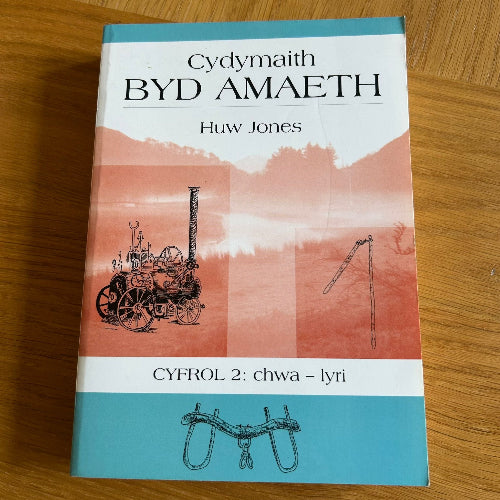 Cydymaith
BYD AMAETH
Huw Jones
CYFROL 2: chwa – lyri